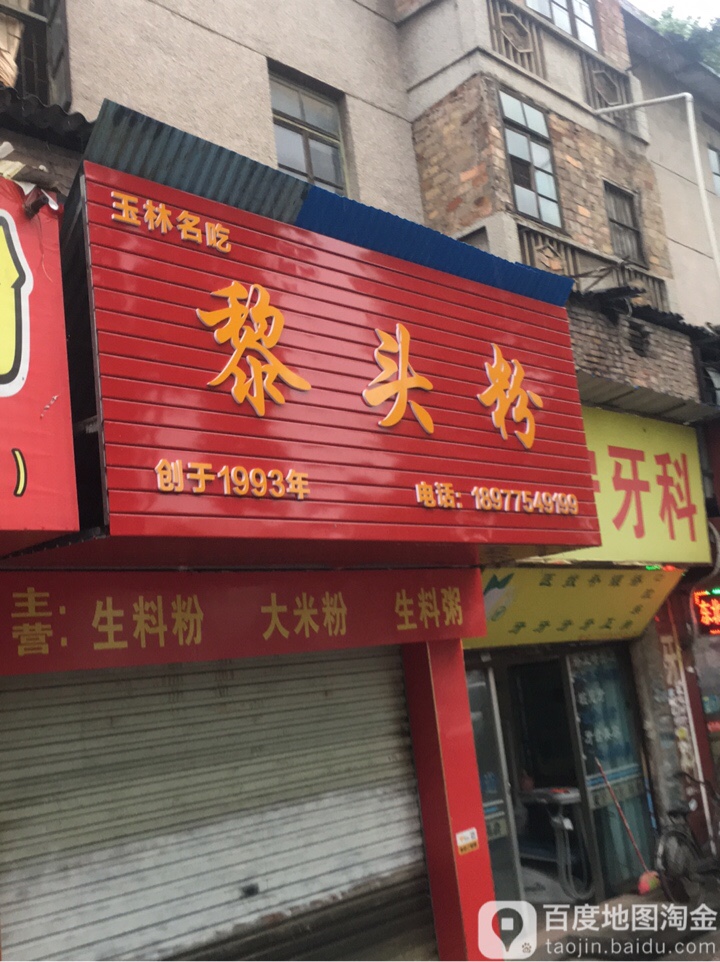 玉林名吃
黎头粉
创于1993年 电话:18977549199
主营: 生料粉 大米粉 生料粥
牙科
百度地图淘金
taojin.baidu.com